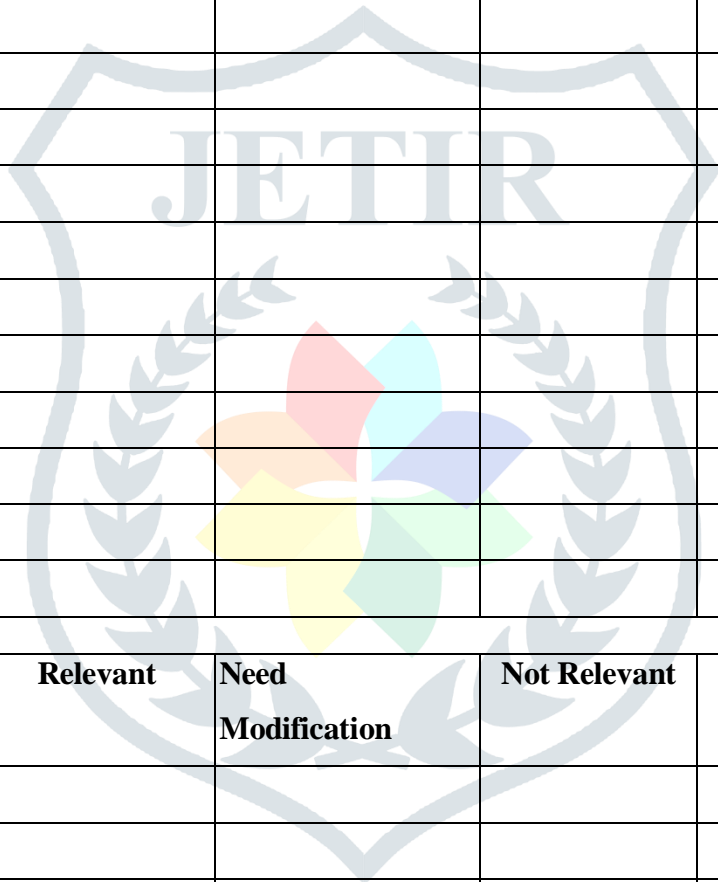 JETIR
Relevant
Need
Modification
Not Relevant